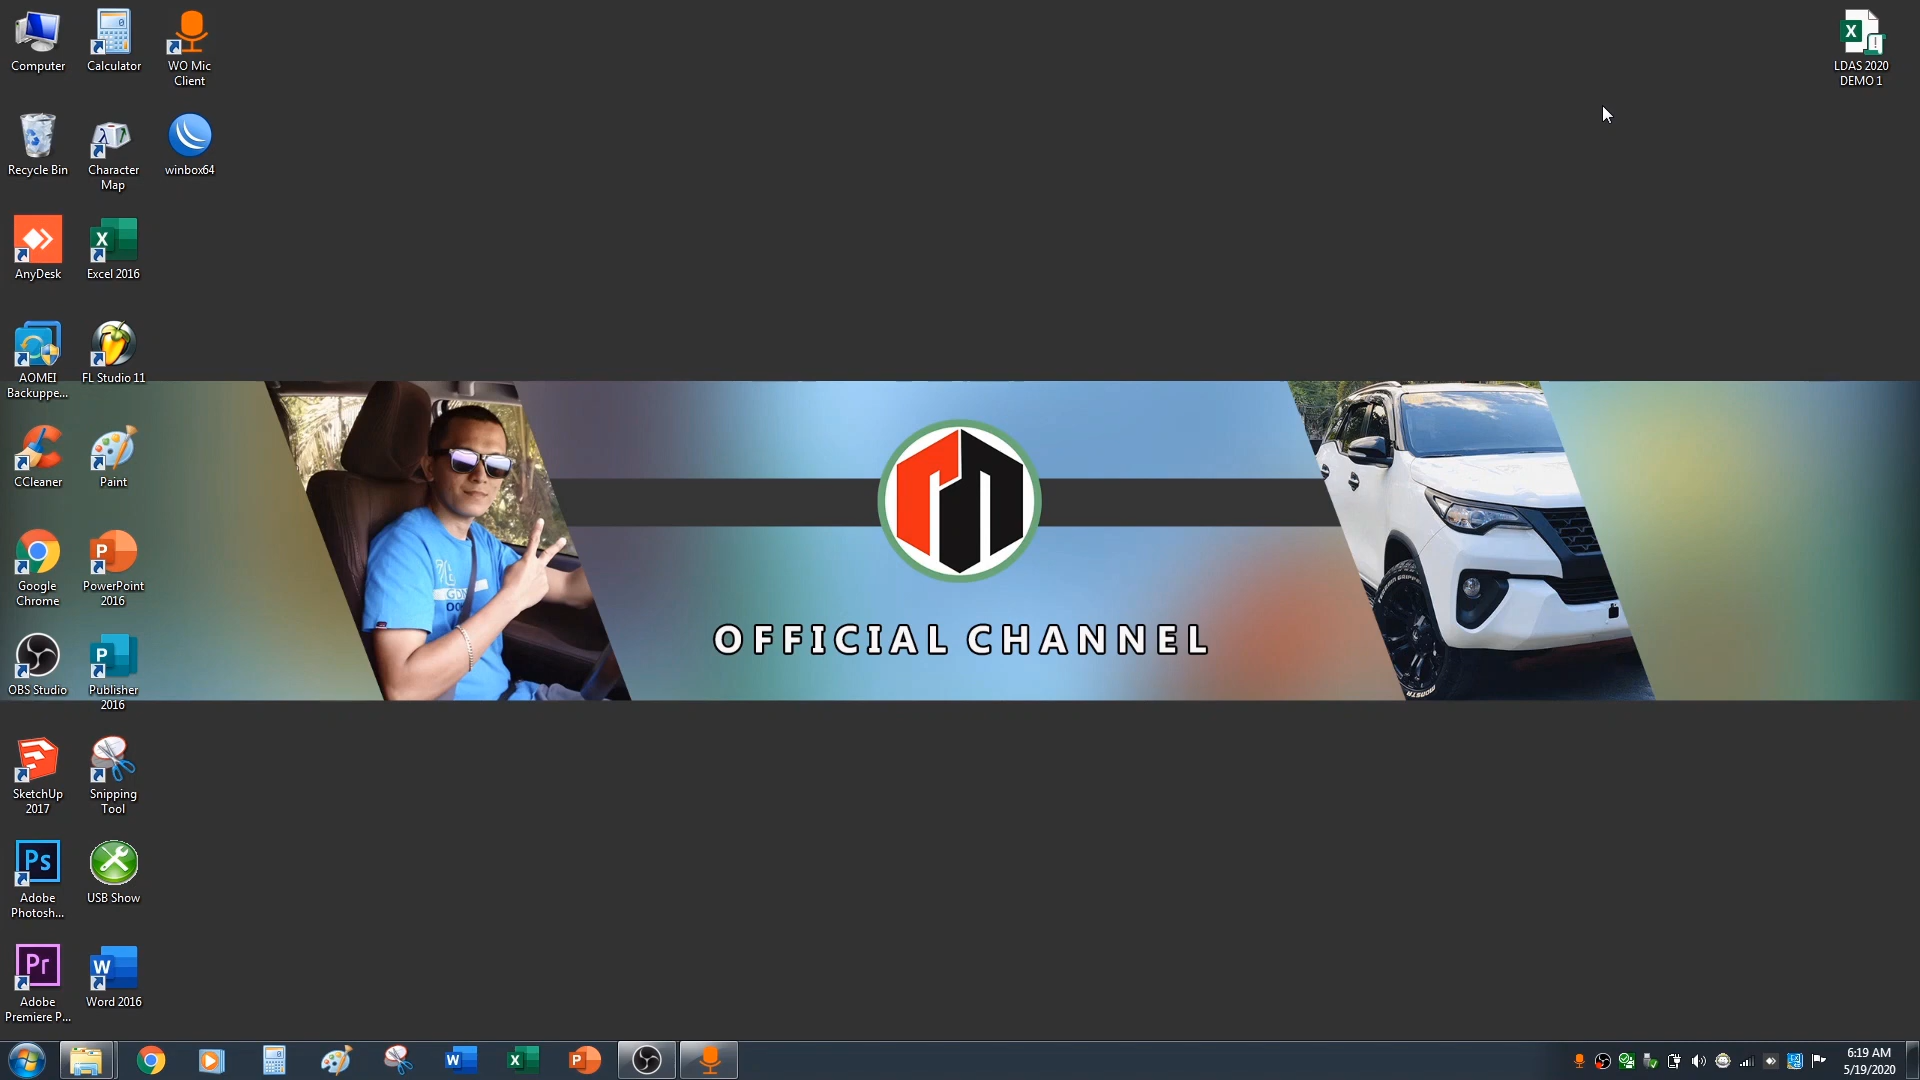 Computer
Calculator
WO Mic
Client
LDAS 2020
DEMO 1
Recycle Bin
Character
Map
winbox64
AnyDesk
Excel 2016
AOMEI
Backuppe...
FL Studio 11
CCleaner
Paint
Google
Chrome
PowerPoint
2016
OBS Studio
Publisher
2016
OFFICIAL CHANNEL
SketchUp
2017
Snipping
Tool
Ps
Adobe
Photosh...
USB Show
Pr
Adobe
Premiere P...
Word 2016
6:19 AM
5/19/2020